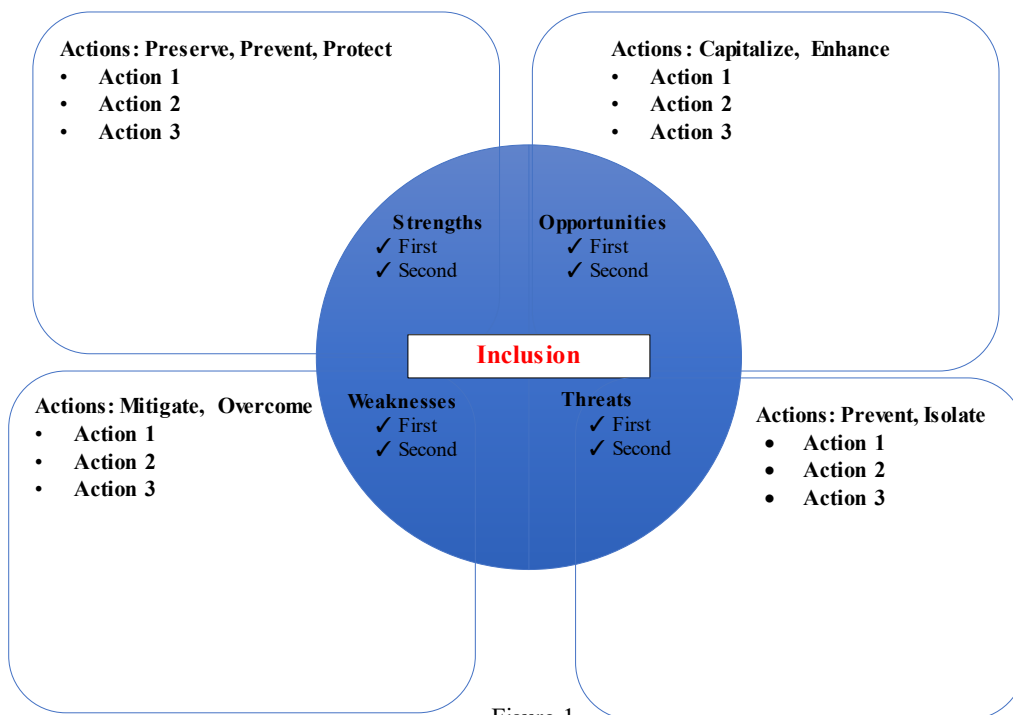 Actions: Preserve, Prevent, Protect
• Action 1
• Action 2
• Action 3
Actions: Capitalize, Enhance
• Action 1
• Action 2
• Action 3
Strengths
✓ First
✓ Second
Opportunities
✓ First
✓ Second
Inclusion
Weaknesses
✓ First
✓ Second
Threats
✓ First
✓ Second
Actions: Mitigate, Overcome
• Action 1
• Action 2
• Action 3
Actions: Prevent, Isolate
• Action 1
• Action 2
• Action 3
Figure 1